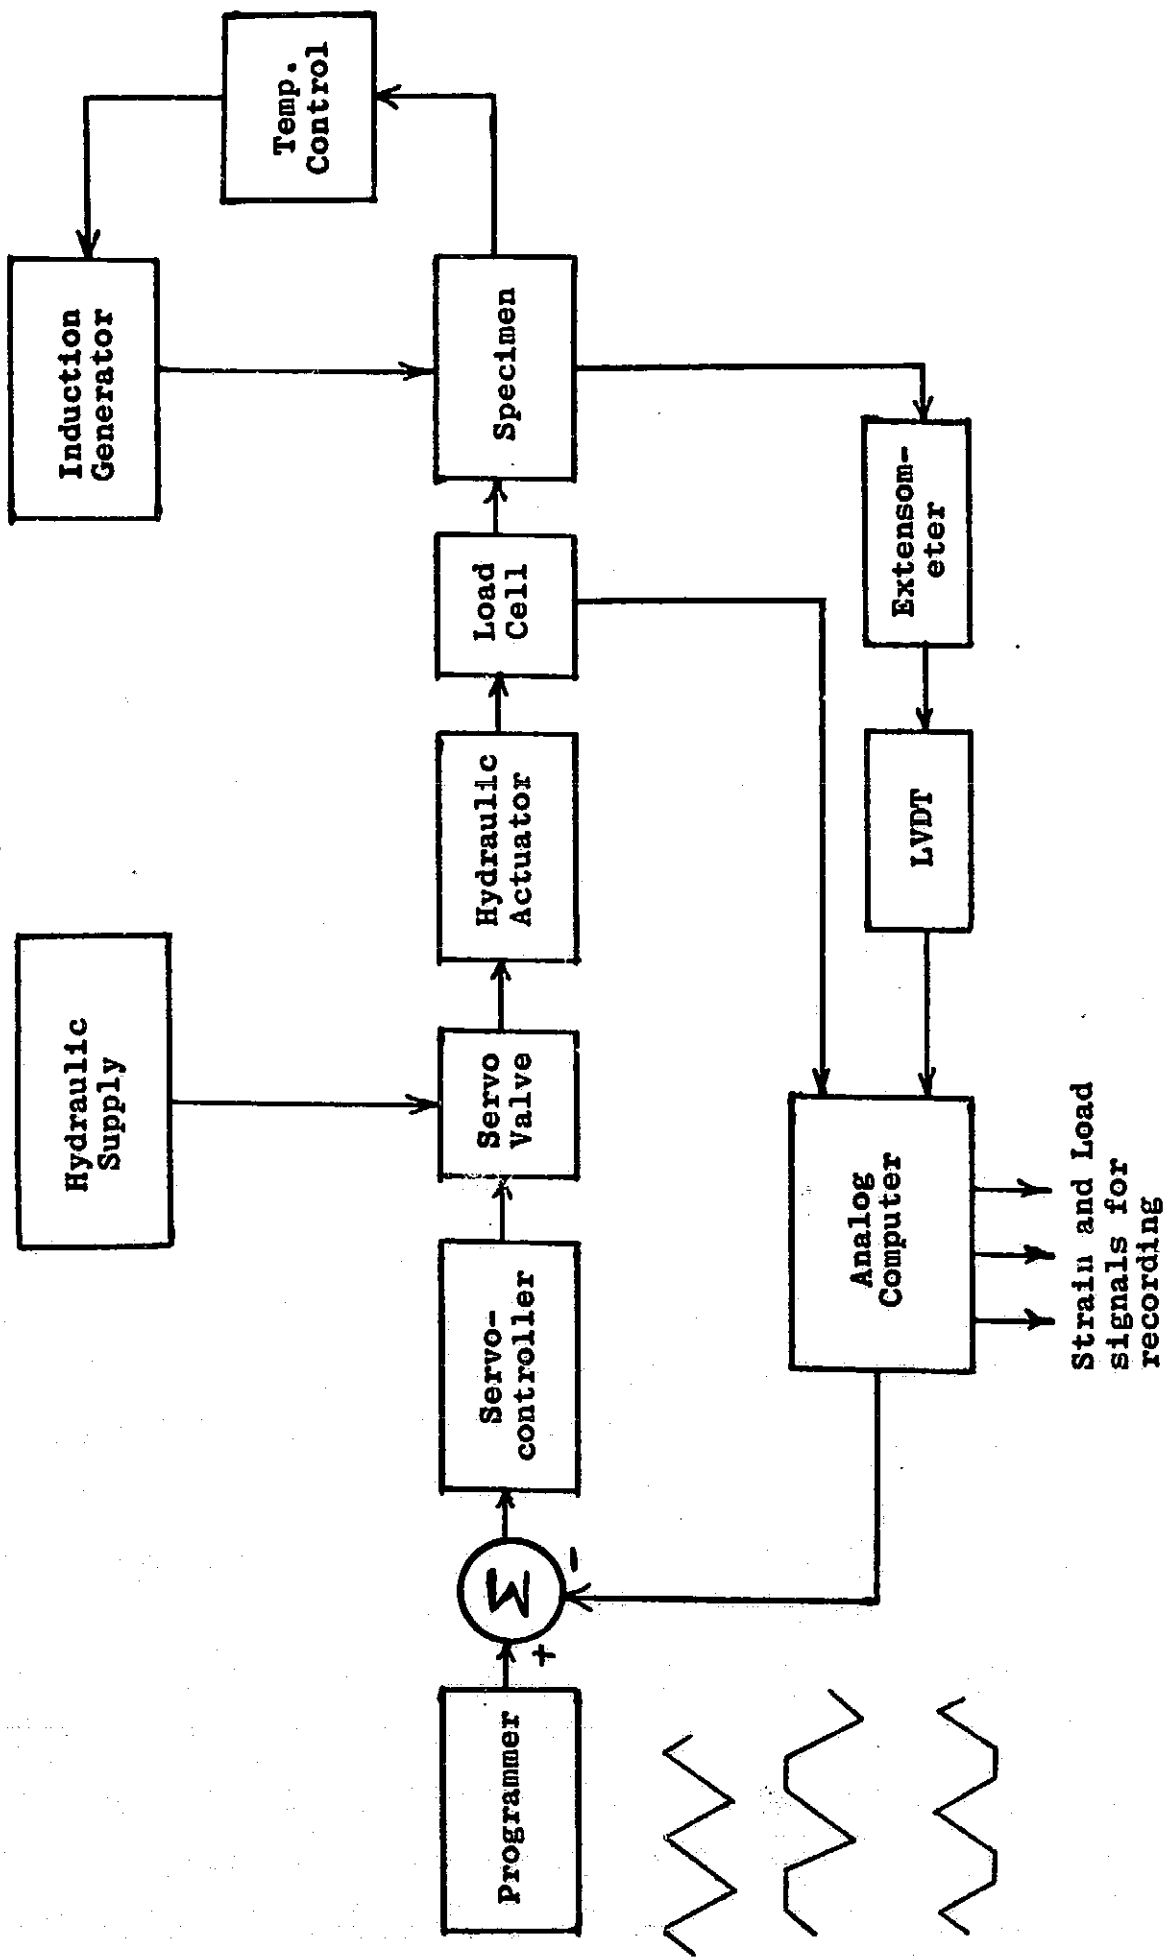 Hydraulic
Supply
Induction
Generator
Temp.
Control
Programmer
+
Σ
-
Servo-
controller
Servo
Valve
Hydraulic
Actuator
Load
Cell
Specimen
Analog
Computer
LVDT
Extensom-
eter
Strain and Load
signals for
recording